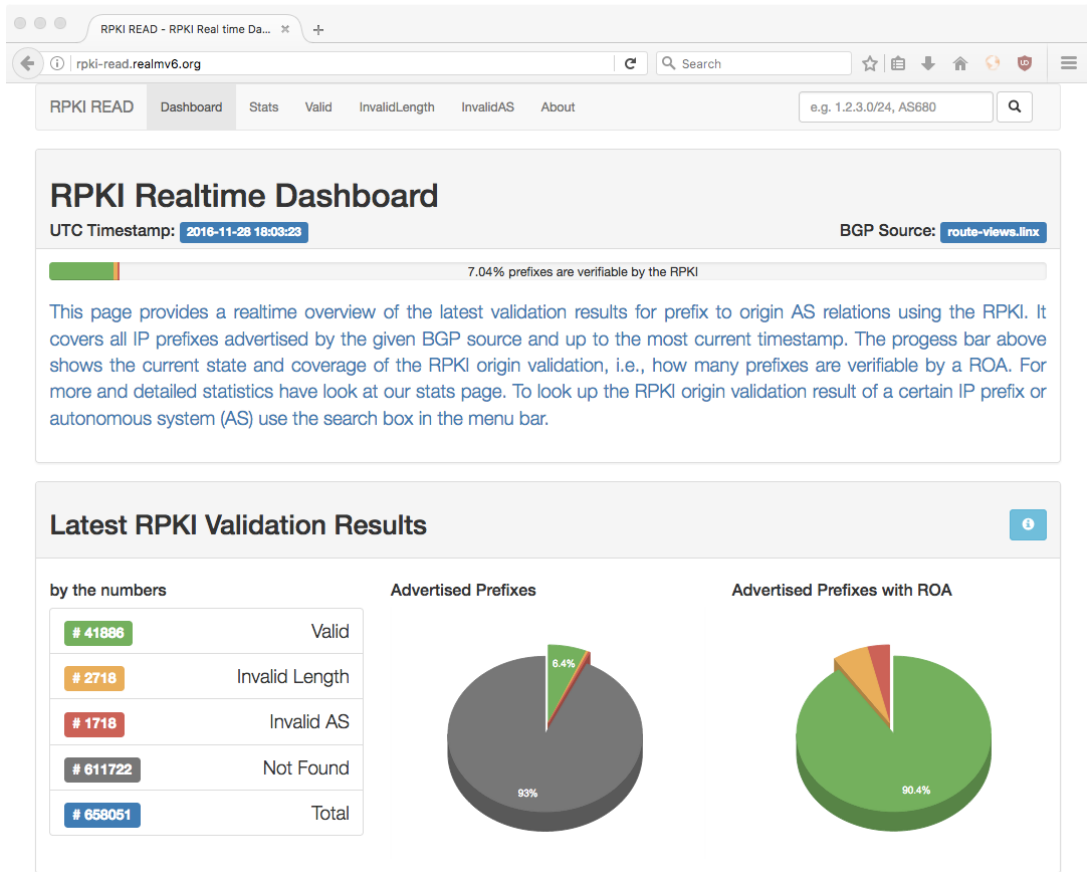 RPKI READ - RPKI Real time Da... ×
rpki-read.realmv6.org
Search
RPKI READ Dashboard Stats Valid InvalidLength InvalidAS About e.g. 1.2.3.0/24, AS680
RPKI Realtime Dashboard
UTC Timestamp: 2016-11-28 18:03:23 BGP Source: route-views.linx
7.04% prefixes are verifiable by the RPKI
This page provides a realtime overview of the latest validation results for prefix to origin AS relations using the RPKI. It
covers all IP prefixes advertised by the given BGP source and up to the most current timestamp. The progess bar above
shows the current state and coverage of the RPKI origin validation, i.e., how many prefixes are verifiable by a ROA. For
more and detailed statistics have look at our stats page. To look up the RPKI origin validation result of a certain IP prefix or
autonomous system (AS) use the search box in the menu bar.
Latest RPKI Validation Results
by the numbers
# 41886 Valid
# 2718 Invalid Length
# 1718 Invalid AS
# 611722 Not Found
# 658051 Total
Advertised Prefixes
6.4%
93%
Advertised Prefixes with ROA
90.4%